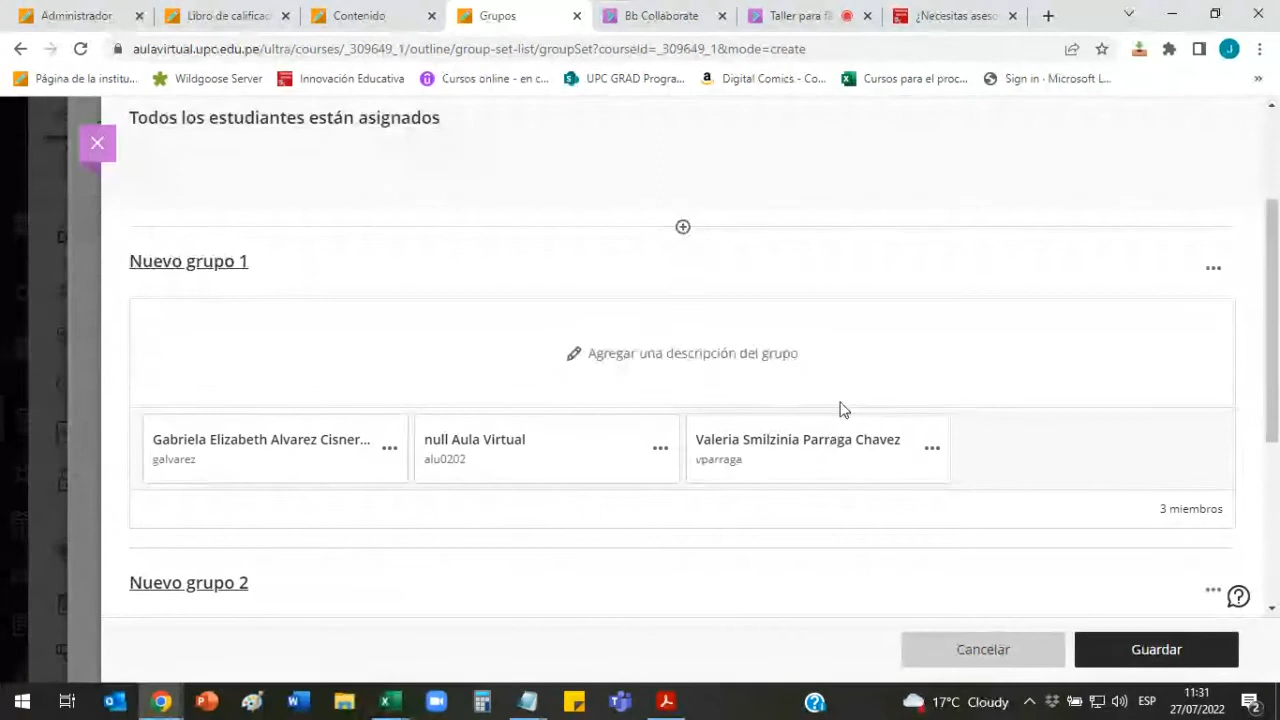 Administrador
Libro de calificac
Contenido
Grupos
Bb Collaborate
Taller para fa
¿Necesitas aseso
aulavirtual.upc.edu.pe/ultra/courses/_309649_1/outline/group-set-list/groupSet?courseId=_309649_1&mode=create
J
Página de la institu...
Wildgoose Server
Innovación Educativa
Cursos online - en c...
UPC GRAD Progra...
Digital Comics - Co...
Cursos para el proc...
Sign in - Microsoft L...
»
Todos los estudiantes están asignados
Nuevo grupo 1
Agregar una descripción del grupo
Gabriela Elizabeth Alvarez Cisner...
galvarez
null Aula Virtual
alu0202
Valeria Smilzinia Parraga Chavez
vparraga
3 miembros
Nuevo grupo 2
Cancelar
Guardar
17°C Cloudy
ESP
11:31
27/07/2022
2